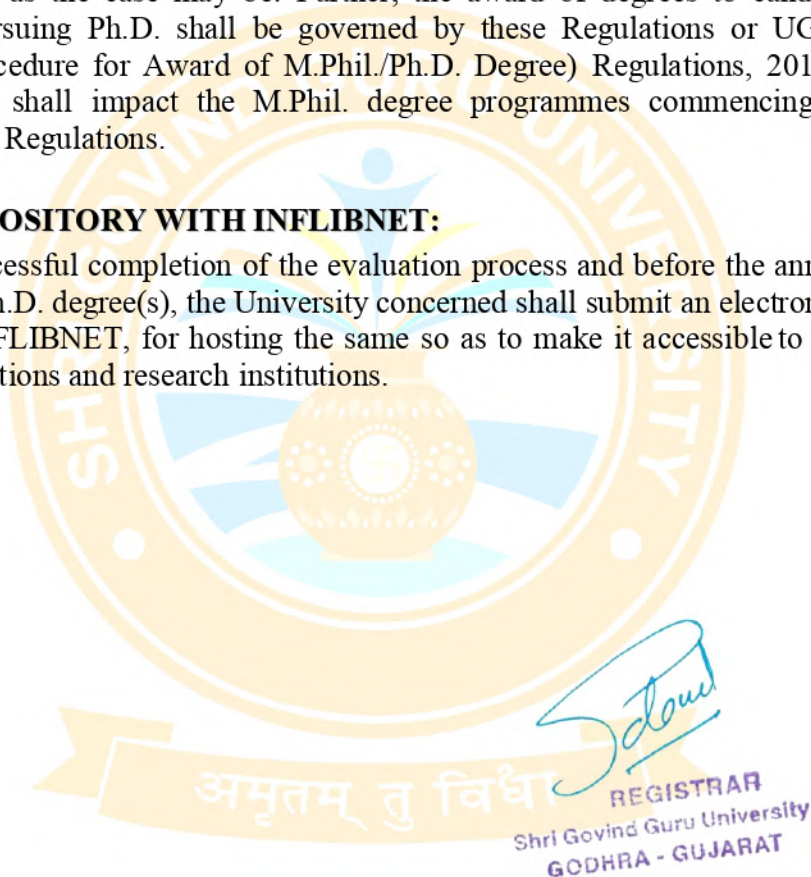 as the case may be. Further, the award of degrees to
rsuing Ph.D. shall be governed by these Regulations or UG
cedure for Award of M.Phil./Ph.D. Degree) Regulations, 201
shall impact the M.Phil. degree programmes commencing
Regulations.
OSITORY WITH INFLIBNET:
cessful completion of the evaluation process and before the
h.D. degree(s), the University concerned shall submit an
FLIBNET, for hosting the same so as to make it accessible to
tions and research institutions.
SHRI GOVIND GURU UNIVERSITY
अमृतम् तु विधा
REGISTRAR
Shri Govind Guru University
GODHRA - GUJARAT